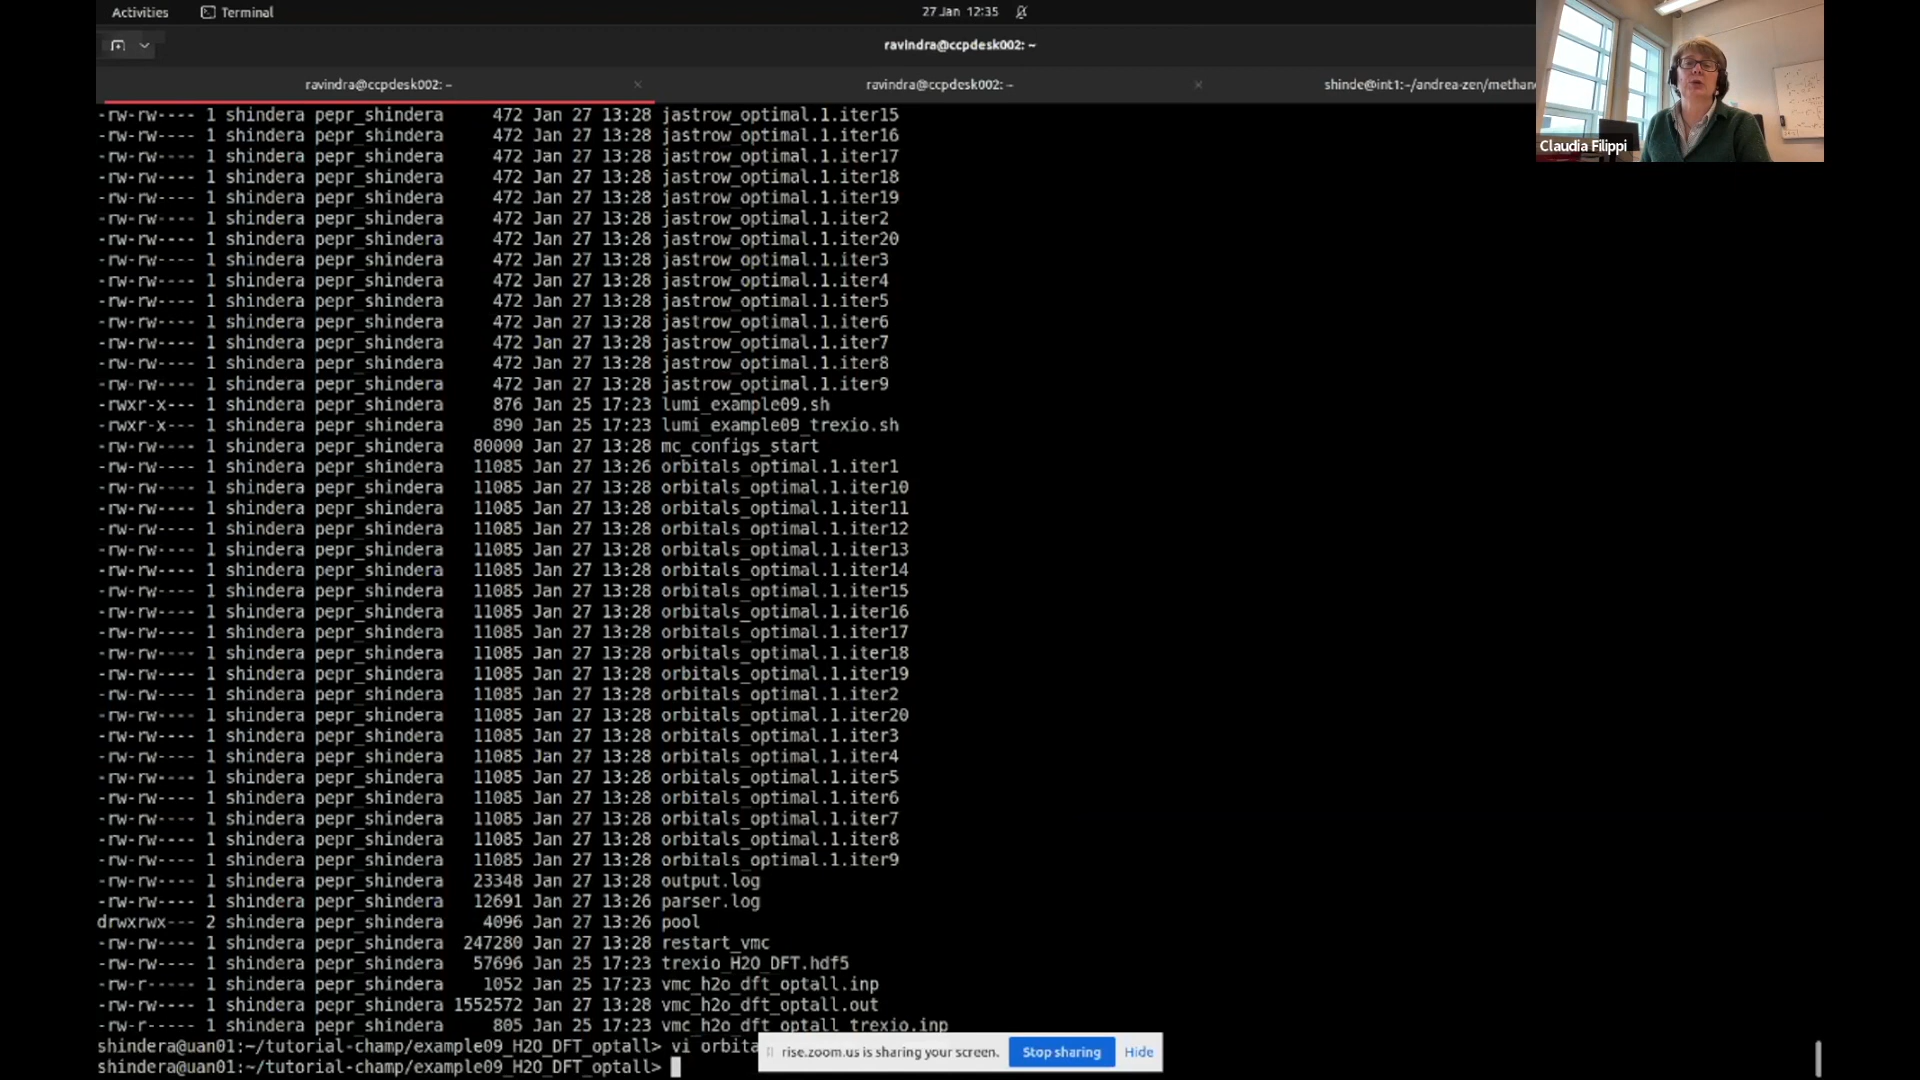 Activities Terminal 27 Jan 12:35
ravindra@ccpdesk002: ~
ravindra@ccpdesk002: ~ × ravindra@ccpdesk002: ~ × shinde@int1:~/andrea-zen/methan
Claudia Filippi
-rw-rw---- 1 shindera pepr_shindera 472 Jan 27 13:28 jastrow_optimal.1.iter15
-rw-rw---- 1 shindera pepr_shindera 472 Jan 27 13:28 jastrow_optimal.1.iter16
-rw-rw---- 1 shindera pepr_shindera 472 Jan 27 13:28 jastrow_optimal.1.iter17
-rw-rw---- 1 shindera pepr_shindera 472 Jan 27 13:28 jastrow_optimal.1.iter18
-rw-rw---- 1 shindera pepr_shindera 472 Jan 27 13:28 jastrow_optimal.1.iter19
-rw-rw---- 1 shindera pepr_shindera 472 Jan 27 13:28 jastrow_optimal.1.iter2
-rw-rw---- 1 shindera pepr_shindera 472 Jan 27 13:28 jastrow_optimal.1.iter20
-rw-rw---- 1 shindera pepr_shindera 472 Jan 27 13:28 jastrow_optimal.1.iter3
-rw-rw---- 1 shindera pepr_shindera 472 Jan 27 13:28 jastrow_optimal.1.iter4
-rw-rw---- 1 shindera pepr_shindera 472 Jan 27 13:28 jastrow_optimal.1.iter5
-rw-rw---- 1 shindera pepr_shindera 472 Jan 27 13:28 jastrow_optimal.1.iter6
-rw-rw---- 1 shindera pepr_shindera 472 Jan 27 13:28 jastrow_optimal.1.iter7
-rw-rw---- 1 shindera pepr_shindera 472 Jan 27 13:28 jastrow_optimal.1.iter8
-rw-rw---- 1 shindera pepr_shindera 472 Jan 27 13:28 jastrow_optimal.1.iter9
-rwxr-x--- 1 shindera pepr_shindera 876 Jan 25 17:23 lumi_example09.sh
-rwxr-x--- 1 shindera pepr_shindera 890 Jan 25 17:23 lumi_example09_trexio.sh
-rw-rw---- 1 shindera pepr_shindera 80000 Jan 27 13:28 mc_configs_start
-rw-rw---- 1 shindera pepr_shindera 11085 Jan 27 13:26 orbitals_optimal.1.iter1
-rw-rw---- 1 shindera pepr_shindera 11085 Jan 27 13:28 orbitals_optimal.1.iter10
-rw-rw---- 1 shindera pepr_shindera 11085 Jan 27 13:28 orbitals_optimal.1.iter11
-rw-rw---- 1 shindera pepr_shindera 11085 Jan 27 13:28 orbitals_optimal.1.iter12
-rw-rw---- 1 shindera pepr_shindera 11085 Jan 27 13:28 orbitals_optimal.1.iter13
-rw-rw---- 1 shindera pepr_shindera 11085 Jan 27 13:28 orbitals_optimal.1.iter14
-rw-rw---- 1 shindera pepr_shindera 11085 Jan 27 13:28 orbitals_optimal.1.iter15
-rw-rw---- 1 shindera pepr_shindera 11085 Jan 27 13:28 orbitals_optimal.1.iter16
-rw-rw---- 1 shindera pepr_shindera 11085 Jan 27 13:28 orbitals_optimal.1.iter17
-rw-rw---- 1 shindera pepr_shindera 11085 Jan 27 13:28 orbitals_optimal.1.iter18
-rw-rw---- 1 shindera pepr_shindera 11085 Jan 27 13:28 orbitals_optimal.1.iter19
-rw-rw---- 1 shindera pepr_shindera 11085 Jan 27 13:28 orbitals_optimal.1.iter2
-rw-rw---- 1 shindera pepr_shindera 11085 Jan 27 13:28 orbitals_optimal.1.iter20
-rw-rw---- 1 shindera pepr_shindera 11085 Jan 27 13:28 orbitals_optimal.1.iter3
-rw-rw---- 1 shindera pepr_shindera 11085 Jan 27 13:28 orbitals_optimal.1.iter4
-rw-rw---- 1 shindera pepr_shindera 11085 Jan 27 13:28 orbitals_optimal.1.iter5
-rw-rw---- 1 shindera pepr_shindera 11085 Jan 27 13:28 orbitals_optimal.1.iter6
-rw-rw---- 1 shindera pepr_shindera 11085 Jan 27 13:28 orbitals_optimal.1.iter7
-rw-rw---- 1 shindera pepr_shindera 11085 Jan 27 13:28 orbitals_optimal.1.iter8
-rw-rw---- 1 shindera pepr_shindera 11085 Jan 27 13:28 orbitals_optimal.1.iter9
-rw-rw---- 1 shindera pepr_shindera 23348 Jan 27 13:28 output.log
-rw-rw---- 1 shindera pepr_shindera 12691 Jan 27 13:26 parser.log
drwxrwx--- 2 shindera pepr_shindera 4096 Jan 27 13:26 pool
-rw-rw---- 1 shindera pepr_shindera 247280 Jan 27 13:28 restart_vmc
-rw-rw---- 1 shindera pepr_shindera 57696 Jan 25 17:23 trexio_H2O_DFT.hdf5
-rw-r----- 1 shindera pepr_shindera 1052 Jan 25 17:23 vmc_h2o_dft_optall.inp
-rw-rw---- 1 shindera pepr_shindera 1552572 Jan 27 13:28 vmc_h2o_dft_optall.out
-rw-r----- 1 shindera pepr_shindera 805 Jan 25 17:23 vmc_h2o_dft_optall_trexio.inp
shindera@uan01:~/tutorial-champ/example09_H2O_DFT_optall> vi orbita
shindera@uan01:~/tutorial-champ/example09_H2O_DFT_optall>
rise.zoom.us is sharing your screen. Stop sharing Hide